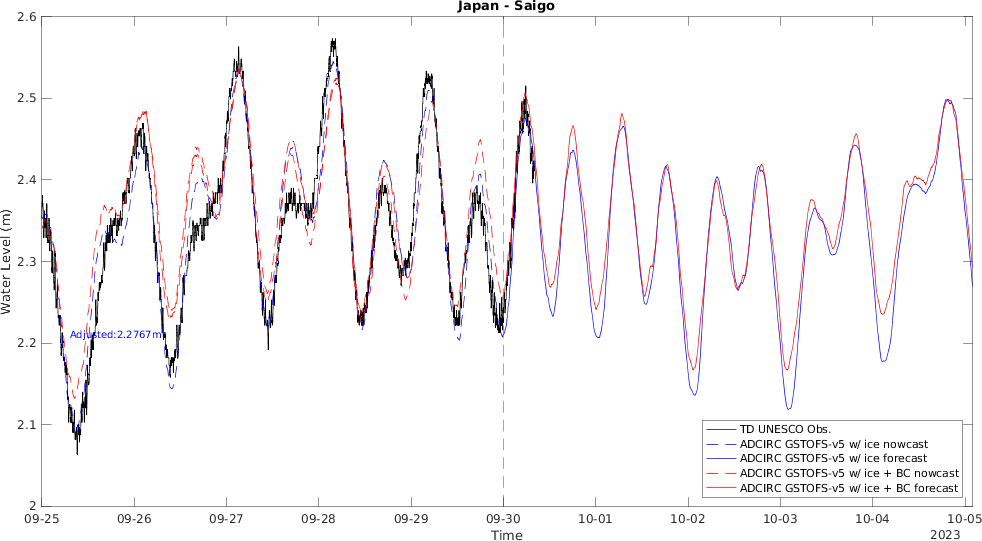 Japan - Saigo
2.6
2.5
2.4
2.3
2.2
2.1
2
Water Level (m)
Adjusted:2.2767m
TD UNESCO Obs.
ADCIRC GSTOFS-v5 w/ ice nowcast
ADCIRC GSTOFS-v5 w/ ice forecast
ADCIRC GSTOFS-v5 w/ ice + BC nowcast
ADCIRC GSTOFS-v5 w/ ice + BC forecast
09-25 09-26 09-27 09-28 09-29 09-30 10-01 10-02 10-03 10-04 10-05
Time
2023